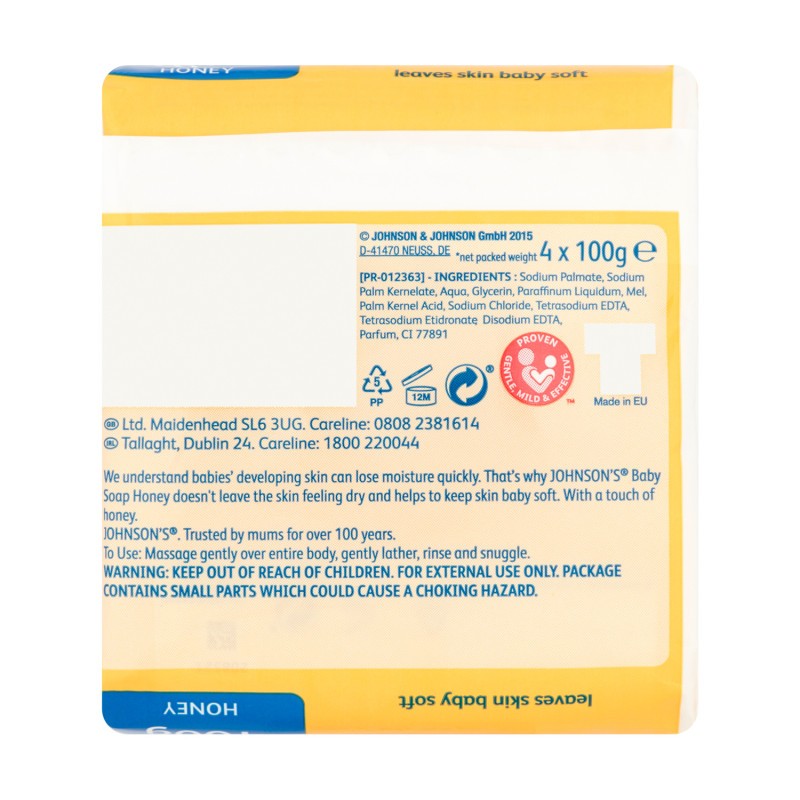 HONEY
leaves skin baby soft
© JOHNSON & JOHNSON GmbH 2015
D-41470 NEUSS, DE *net packed weight 4 x 100g ℮
[PR-012363] - INGREDIENTS : Sodium Palmate, Sodium
Palm Kernelate, Aqua, Glycerin, Paraffinum Liquidum, Mel,
Palm Kernel Acid, Sodium Chloride, Tetrasodium EDTA,
Tetrasodium Etidronate, Disodium EDTA,
Parfum, CI 77891
PROVEN
GENTLE, MILD & EFFECTIVE
™
5
PP
12M
®
Made in EU
GB Ltd. Maidenhead SL6 3UG. Careline: 0808 2381614
IRL Tallaght, Dublin 24. Careline: 1800 220044
We understand babies' developing skin can lose moisture quickly. That's why JOHNSON'S® Baby
Soap Honey doesn't leave the skin feeling dry and helps to keep skin baby soft. With a touch of
honey.
JOHNSON'S®. Trusted by mums for over 100 years.
To Use: Massage gently over entire body, gently lather, rinse and snuggle.
WARNING: KEEP OUT OF REACH OF CHILDREN. FOR EXTERNAL USE ONLY. PACKAGE
CONTAINS SMALL PARTS WHICH COULD CAUSE A CHOKING HAZARD.
HONEY
leaves skin baby soft